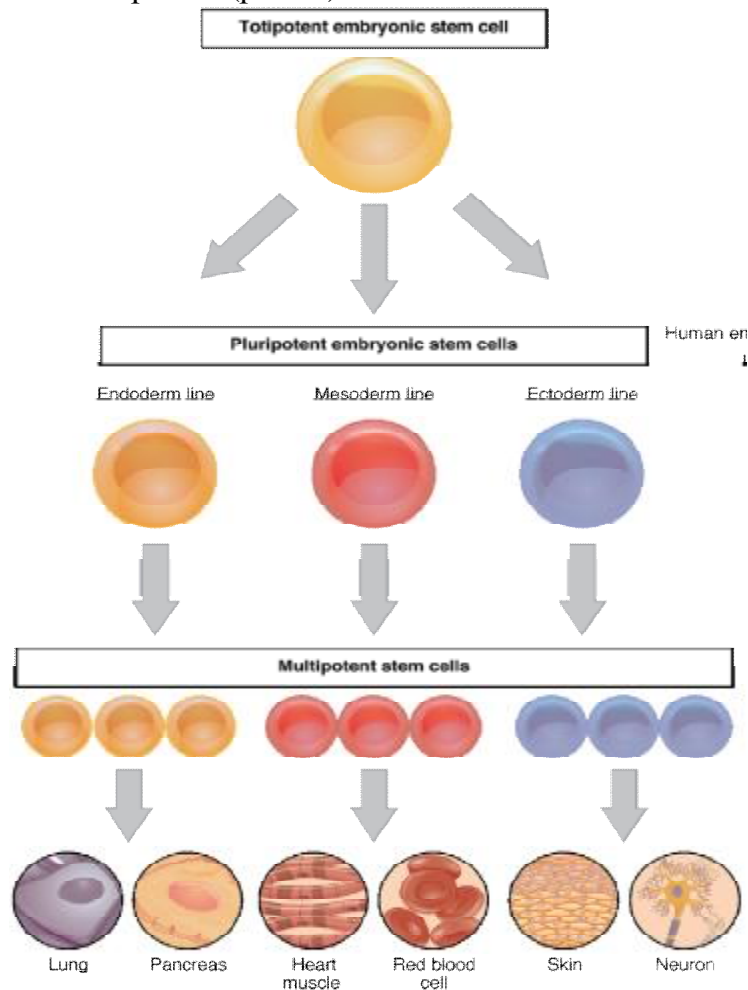 Totipotent embryonic stem cell
Pluripotent embryonic stem cells
Human
Endoderm line
Mesoderm line
Ectoderm line
Multipotent stem cells
Lung
Pancreas
Heart
muscle
Red blood
cell
Skin
Neuron